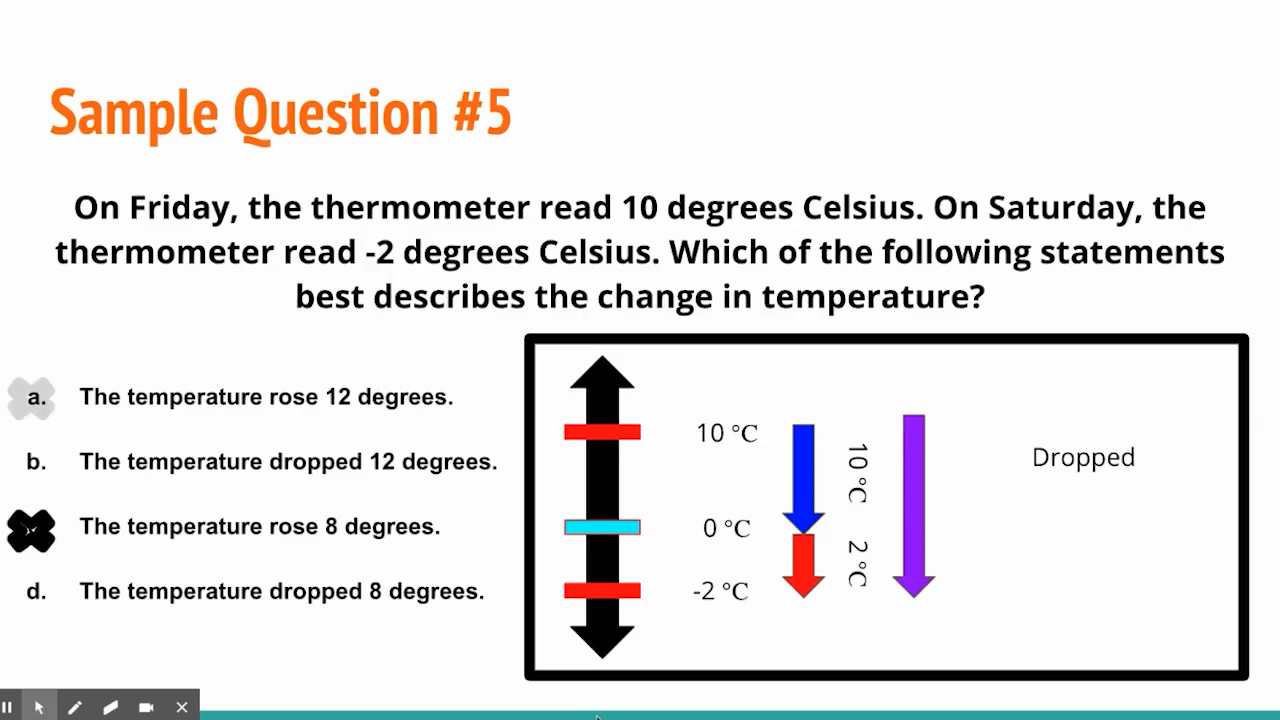 Sample Question #5
On Friday, the thermometer read 10 degrees Celsius. On Saturday, the
thermometer read -2 degrees Celsius. Which of the following statements
best describes the change in temperature?
a. The temperature rose 12 degrees.
b. The temperature dropped 12 degrees.
The temperature rose 8 degrees.
d. The temperature dropped 8 degrees.
10 °C
0 °C
-2 °C
10 °C
2 °C
Dropped